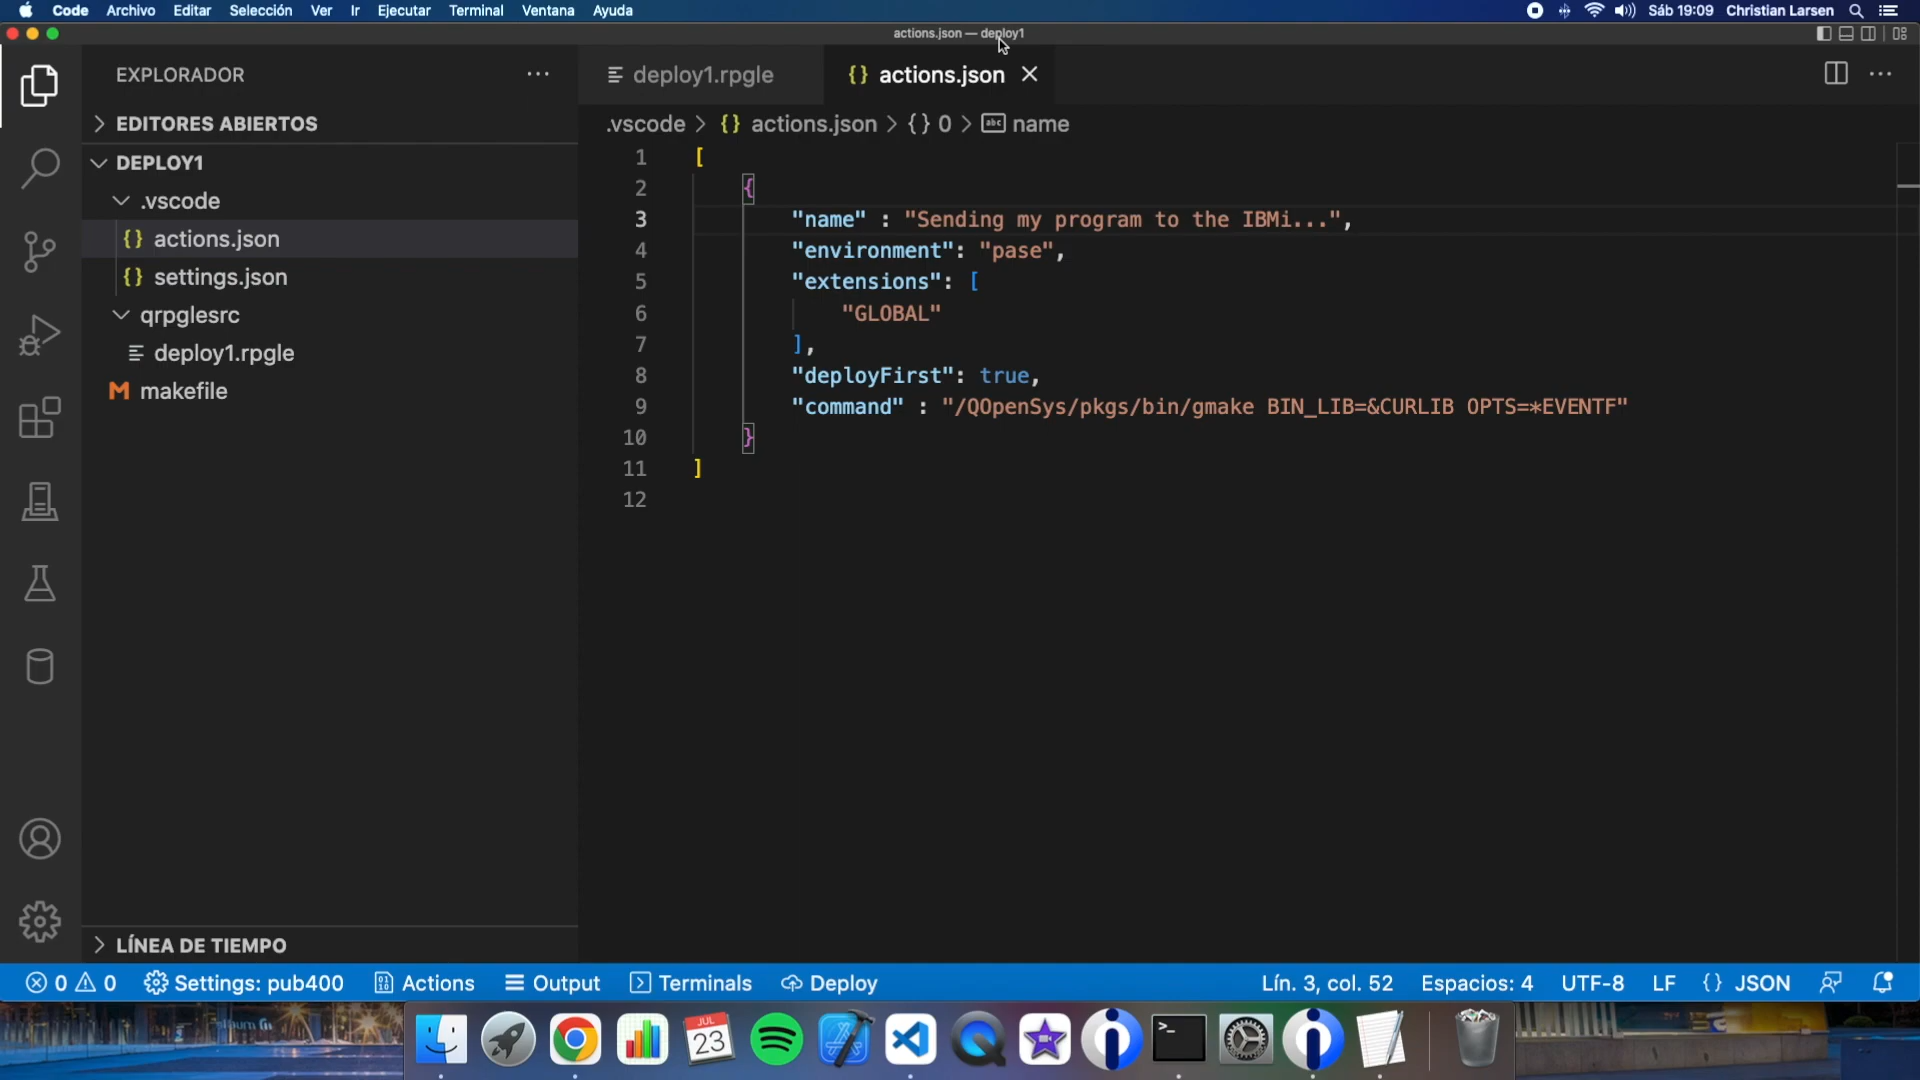 Code Archivo Editar Selección Ver Ir Ejecutar Terminal Ventana Ayuda Sáb 19:09 Christian Larsen
actions.json — deploy1
EXPLORADOR
EDITORES ABIERTOS
DEPLOY1
.vscode
{} actions.json
{} settings.json
qrpglesrc
deploy1.rpgle
M makefile
LÍNEA DE TIEMPO
deploy1.rpgle {} actions.json
.vscode > {} actions.json > {} 0 > abc name
1 [
2 {
3 "name" : "Sending my program to the IBMi...",
4 "environment": "pase",
5 "extensions": [
6 "GLOBAL"
7 ],
8 "deployFirst": true,
9 "command" : "/QOpenSys/pkgs/bin/gmake BIN_LIB=&CURLIB OPTS=*EVENTF"
10 }
11 ]
12
0 0 Settings: pub400 Actions Output Terminals Deploy Lín. 3, col. 52 Espacios: 4 UTF-8 LF {} JSON
JUL
23